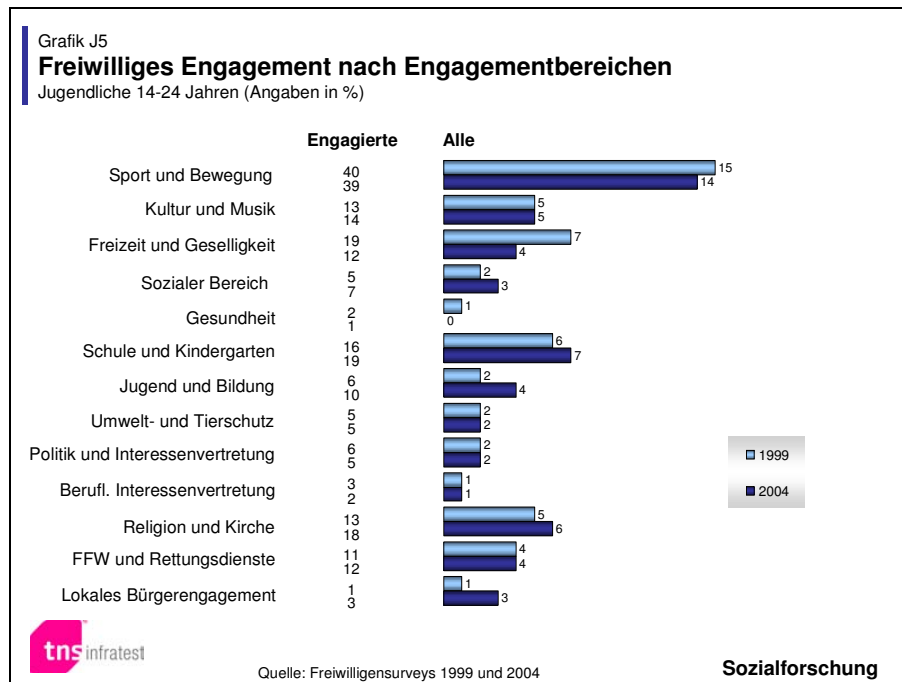 Grafik J5
Freiwilliges Engagement nach Engagementbereichen
Jugendliche 14-24 Jahren (Angaben in %)
Engagierte Alle
Sport und Bewegung 40 39 15 14
Kultur und Musik 13 14 5 5
Freizeit und Geselligkeit 19 12 7 4
Sozialer Bereich 5 7 2 3
Gesundheit 2 1 1 0
Schule und Kindergarten 16 19 6 7
Jugend und Bildung 6 10 2 4
Umwelt- und Tierschutz 5 5 2 2
Politik und Interessenvertretung 6 5 2 2
Berufl. Interessenvertretung 3 2 1 1
Religion und Kirche 13 18 5 6
FFW und Rettungsdienste 11 12 4 4
Lokales Bürgerengagement 1 3 1 3
1999
2004
tns infratest
Quelle: Freiwilligensurveys 1999 und 2004
Sozialforschung